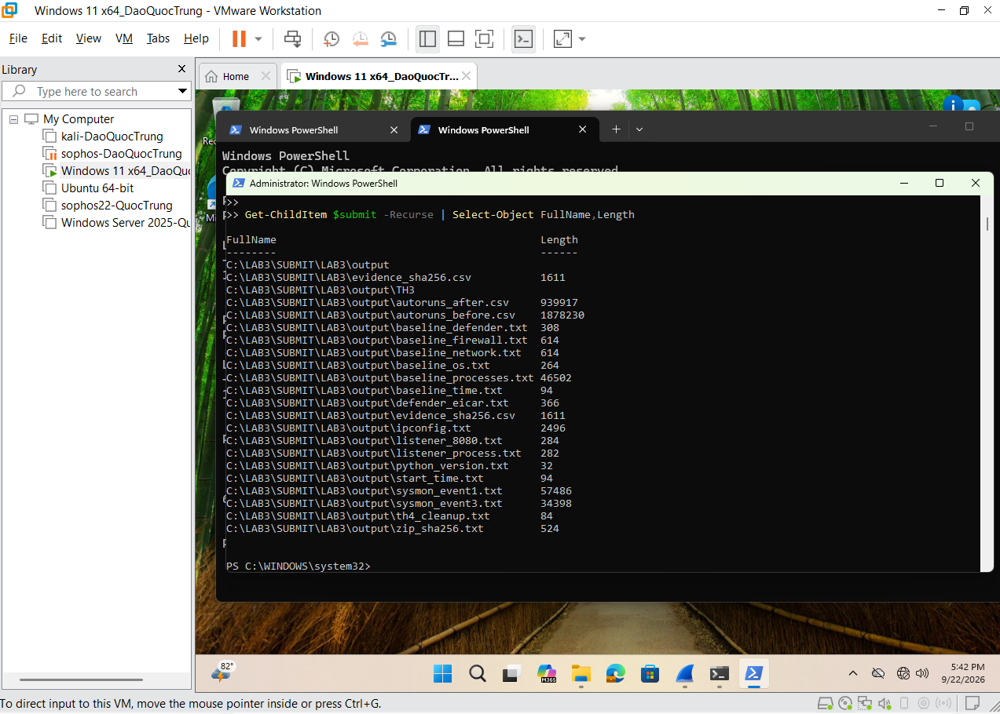 Windows 11 x64_DaoQuocTrung - VMware Workstation
File Edit View VM Tabs Help
Library
Type here to search
My Computer
kali-DaoQuocTrung
sophos-DaoQuocTrung
Windows 11 x64_DaoQuo
Ubuntu 64-bit
sophos22-QuocTrung
Windows Server 2025-Qu
Home
Windows 11 x64_DaoQuocTr...
Rec
Mi
Windows PowerShell
Windows PowerShell
Windows PowerShell
Copyright (C) Microsoft Corporation. All rights reserved
Administrator: Windows PowerShell
>>
>> Get-ChildItem $submit -Recurse | Select-Object FullName,Length
FullName Length
-------- ------
C:\LAB3\SUBMIT\LAB3\output
C:\LAB3\SUBMIT\LAB3\evidence_sha256.csv 1611
C:\LAB3\SUBMIT\LAB3\output\TH3
C:\LAB3\SUBMIT\LAB3\output\autoruns_after.csv 939917
C:\LAB3\SUBMIT\LAB3\output\autoruns_before.csv 1878230
C:\LAB3\SUBMIT\LAB3\output\baseline_defender.txt 308
C:\LAB3\SUBMIT\LAB3\output\baseline_firewall.txt 614
C:\LAB3\SUBMIT\LAB3\output\baseline_network.txt 614
C:\LAB3\SUBMIT\LAB3\output\baseline_os.txt 264
C:\LAB3\SUBMIT\LAB3\output\baseline_processes.txt 46502
C:\LAB3\SUBMIT\LAB3\output\baseline_time.txt 94
C:\LAB3\SUBMIT\LAB3\output\defender_eicar.txt 366
C:\LAB3\SUBMIT\LAB3\output\evidence_sha256.csv 1611
C:\LAB3\SUBMIT\LAB3\output\ipconfig.txt 2496
C:\LAB3\SUBMIT\LAB3\output\listener_8080.txt 284
C:\LAB3\SUBMIT\LAB3\output\listener_process.txt 282
C:\LAB3\SUBMIT\LAB3\output\python_version.txt 32
C:\LAB3\SUBMIT\LAB3\output\start_time.txt 94
C:\LAB3\SUBMIT\LAB3\output\sysmon_event1.txt 57486
C:\LAB3\SUBMIT\LAB3\output\sysmon_event3.txt 34398
C:\LAB3\SUBMIT\LAB3\output\th4_cleanup.txt 84
C:\LAB3\SUBMIT\LAB3\output\zip_sha256.txt 524
PS C:\WINDOWS\system32>
82°
M365
5:42 PM
9/22/2026
To direct input to this VM, move the mouse pointer inside or press Ctrl+G.